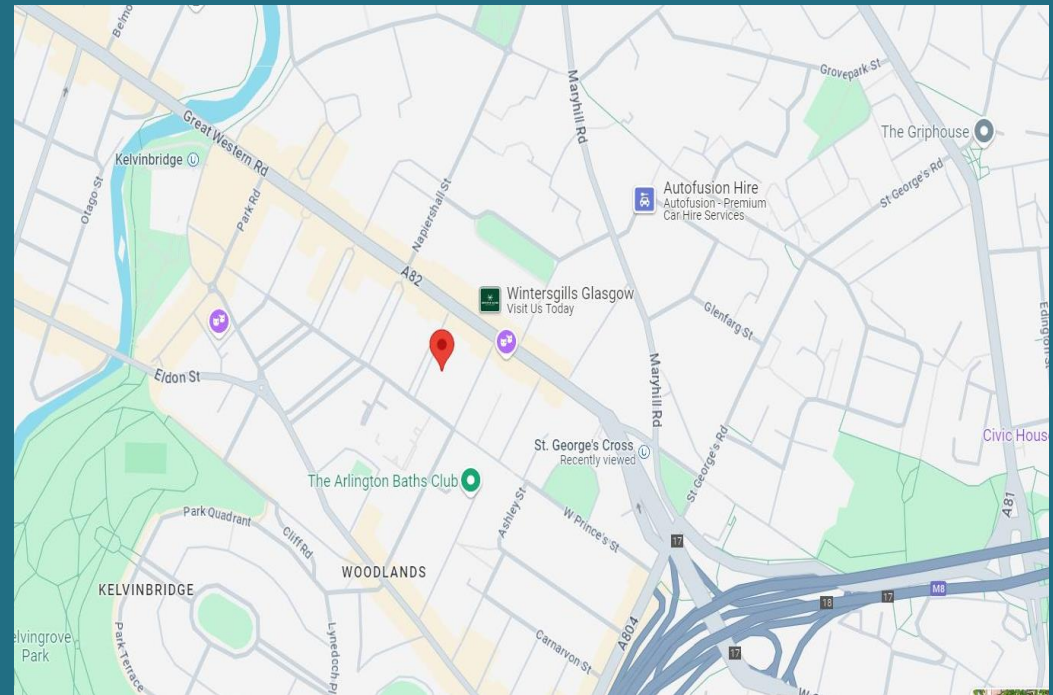 Belmo
Great Western Rd
Kelvinbridge
Otago St
Park Rd
Napiershall St
A82
Maryhill Rd
Grovepark St
The Griphouse
St George's Rd
Autofusion Hire
Autofusion - Premium
Car Hire Services
Wintersgills Glasgow
Visit Us Today
Glenfarg St
Edington St
Eldon St
Maryhill Rd
St. George's Cross
Recently viewed
St George's Rd
Civic Hous
The Arlington Baths Club
Ashley St
W Prince's St
A81
Park Quadrant
Cliff Rd
WOODLANDS
KELVINBRIDGE
17
M8
17
18
elvingrove
Park
Park Terrace
Lynedoch Pl
Carnarvon St
A804
17